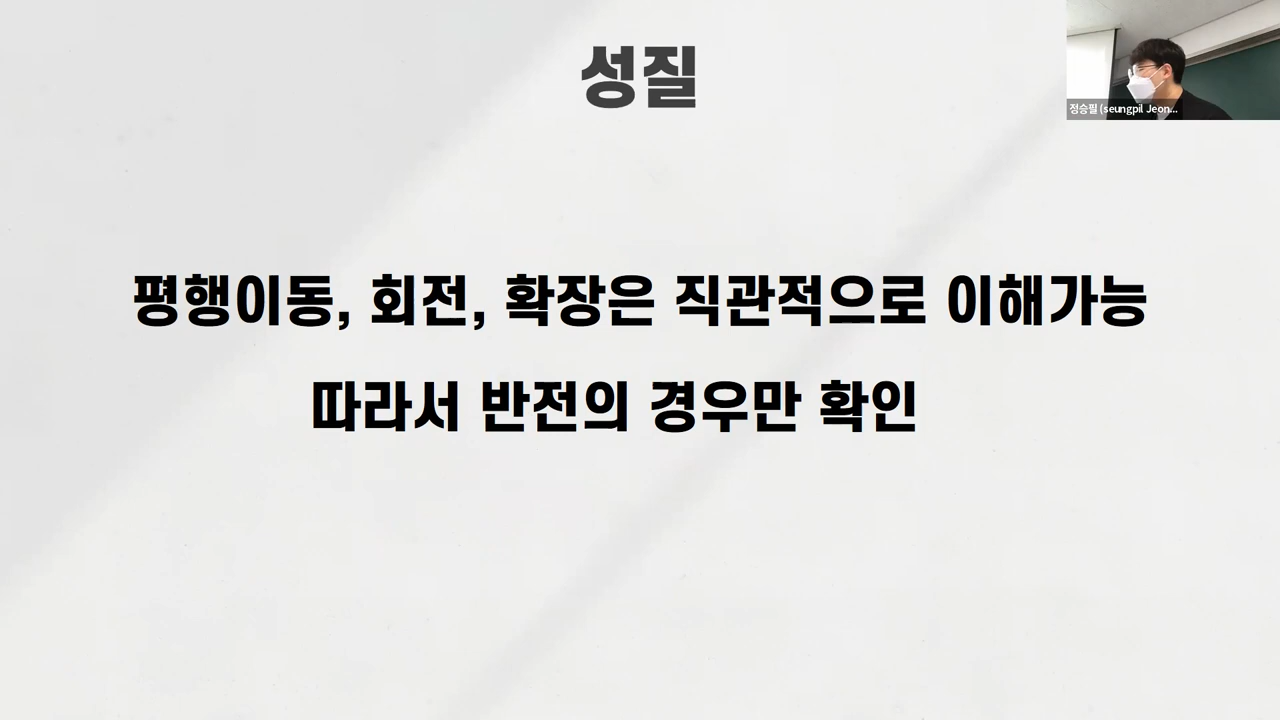 성질
정승필 (seungpil Jeon...
평행이동, 회전, 확장은 직관적으로 이해가능
따라서 반전의 경우만 확인